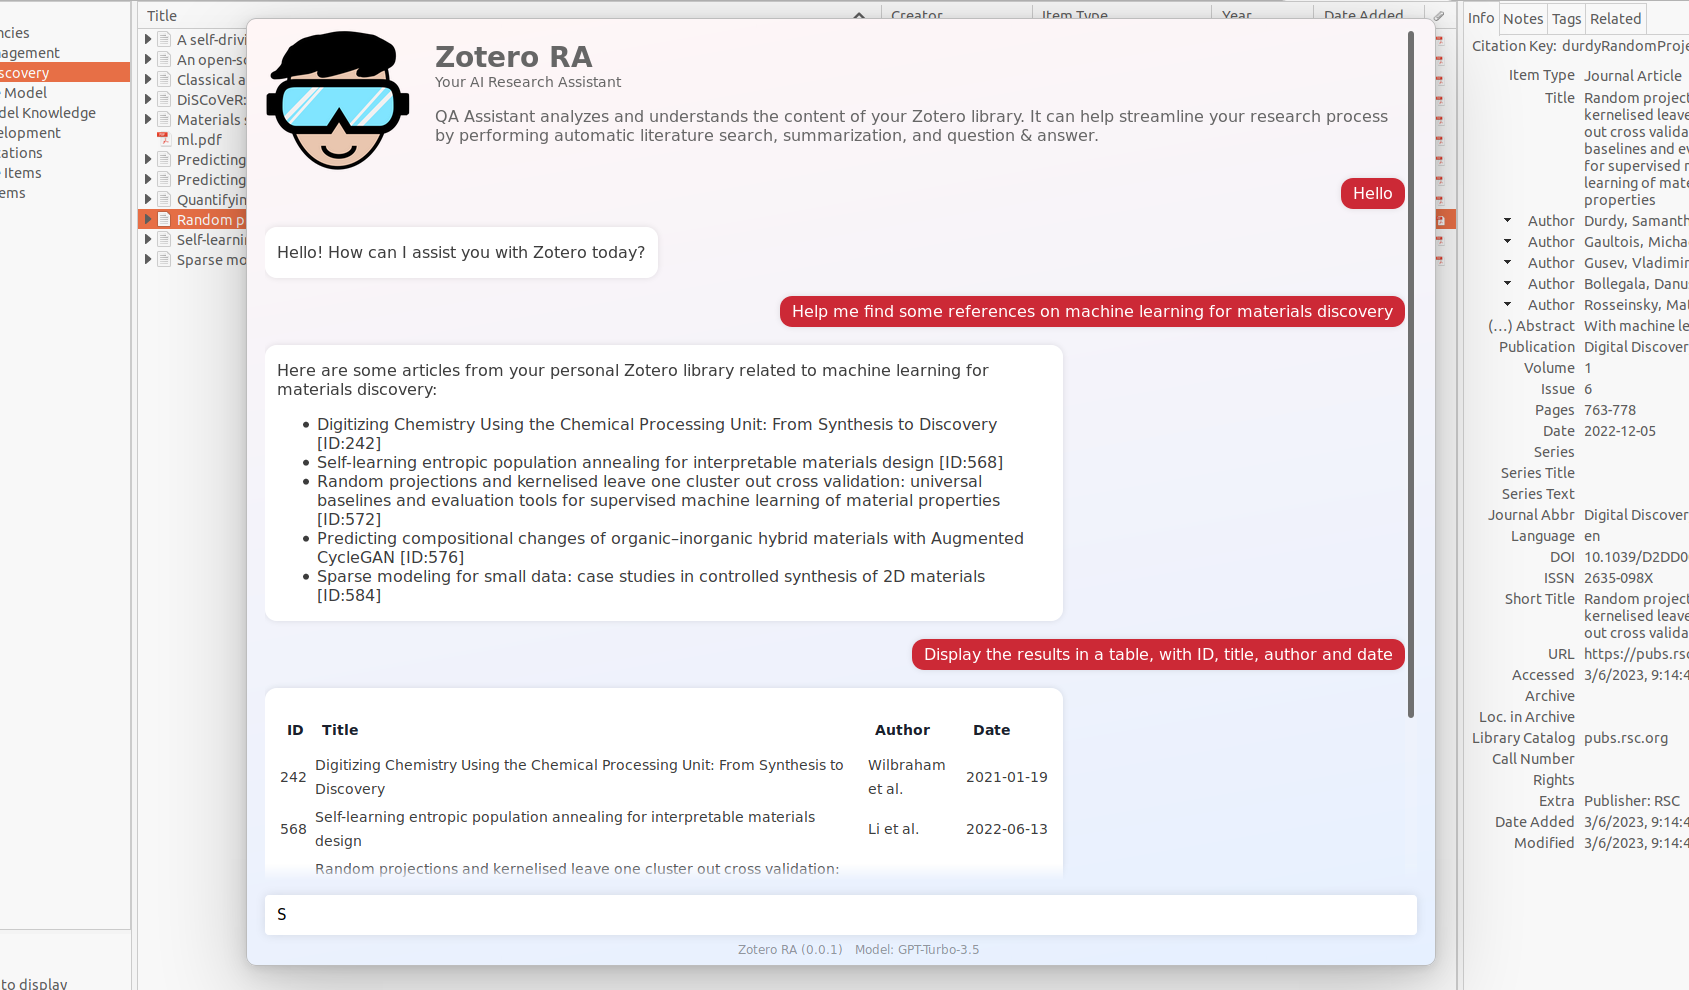 ncies
nagement
scovery
Model
del Knowledge
elopment
cations
Items
ems
to display
Title
Creator
Item Type
Year
Date Added
A self-drivi
An open-so
Classical a
DiSCoVeR:
Materials s
ml.pdf
Predicting
Predicting
Quantifyin
Random p
Self-learni
Sparse mo
Zotero RA
Your AI Research Assistant
QA Assistant analyzes and understands the content of your Zotero library. It can help streamline your research process
by performing automatic literature search, summarization, and question & answer.
Hello
Hello! How can I assist you with Zotero today?
Help me find some references on machine learning for materials discovery
Here are some articles from your personal Zotero library related to machine learning for
materials discovery:
• Digitizing Chemistry Using the Chemical Processing Unit: From Synthesis to Discovery
[ID:242]
• Self-learning entropic population annealing for interpretable materials design [ID:568]
• Random projections and kernelised leave one cluster out cross validation: universal
baselines and evaluation tools for supervised machine learning of material properties
[ID:572]
• Predicting compositional changes of organic–inorganic hybrid materials with Augmented
CycleGAN [ID:576]
• Sparse modeling for small data: case studies in controlled synthesis of 2D materials
[ID:584]
Display the results in a table, with ID, title, author and date
ID Title Author Date
242 Digitizing Chemistry Using the Chemical Processing Unit: From Synthesis to Discovery Wilbraham et al. 2021-01-19
568 Self-learning entropic population annealing for interpretable materials design Li et al. 2022-06-13
Random projections and kernelised leave one cluster out cross validation:
S
Zotero RA (0.0.1) Model: GPT-Turbo-3.5
Info Notes Tags Related
Citation Key: durdyRandomProje
Item Type Journal Article
Title Random project
kernelised leave
out cross valida
baselines and ev
for supervised m
learning of mate
properties
Author Durdy, Samanth
Author Gaultois, Micha
Author Gusev, Vladimir
Author Bollegala, Danus
Author Rosseinsky, Mat
(...) Abstract With machine le
Publication Digital Discover
Volume 1
Issue 6
Pages 763-778
Date 2022-12-05
Series
Series Title
Series Text
Journal Abbr Digital Discover
Language en
DOI 10.1039/D2DD0
ISSN 2635-098X
Short Title Random project
kernelised leave
out cross valida
URL https://pubs.rsc
Accessed 3/6/2023, 9:14:4
Archive
Loc. in Archive
Library Catalog pubs.rsc.org
Call Number
Rights
Extra Publisher: RSC
Date Added 3/6/2023, 9:14:4
Modified 3/6/2023, 9:14:4